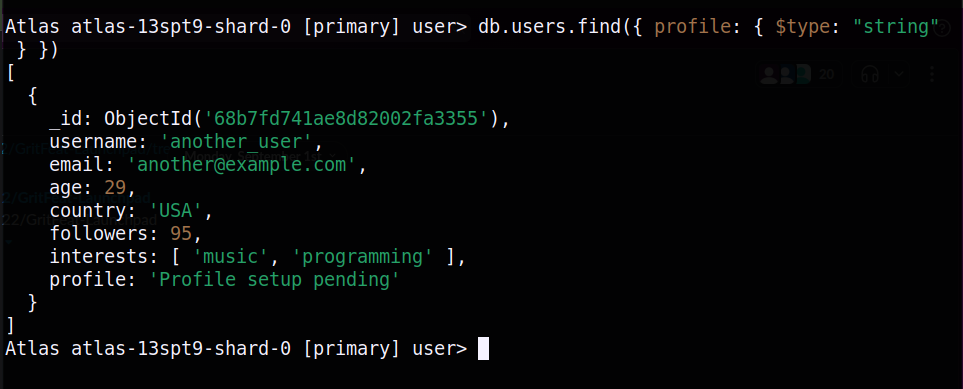 Atlas atlas-13spt9-shard-0 [primary] user> db.users.find({ profile: { $type: "string"
 } })
[
  {
    _id: ObjectId('68b7fd741ae8d82002fa3355'),
    username: 'another_user',
    email: 'another@example.com',
    age: 29,
    country: 'USA',
    followers: 95,
    interests: [ 'music', 'programming' ],
    profile: 'Profile setup pending'
  }
]
Atlas atlas-13spt9-shard-0 [primary] user>
20